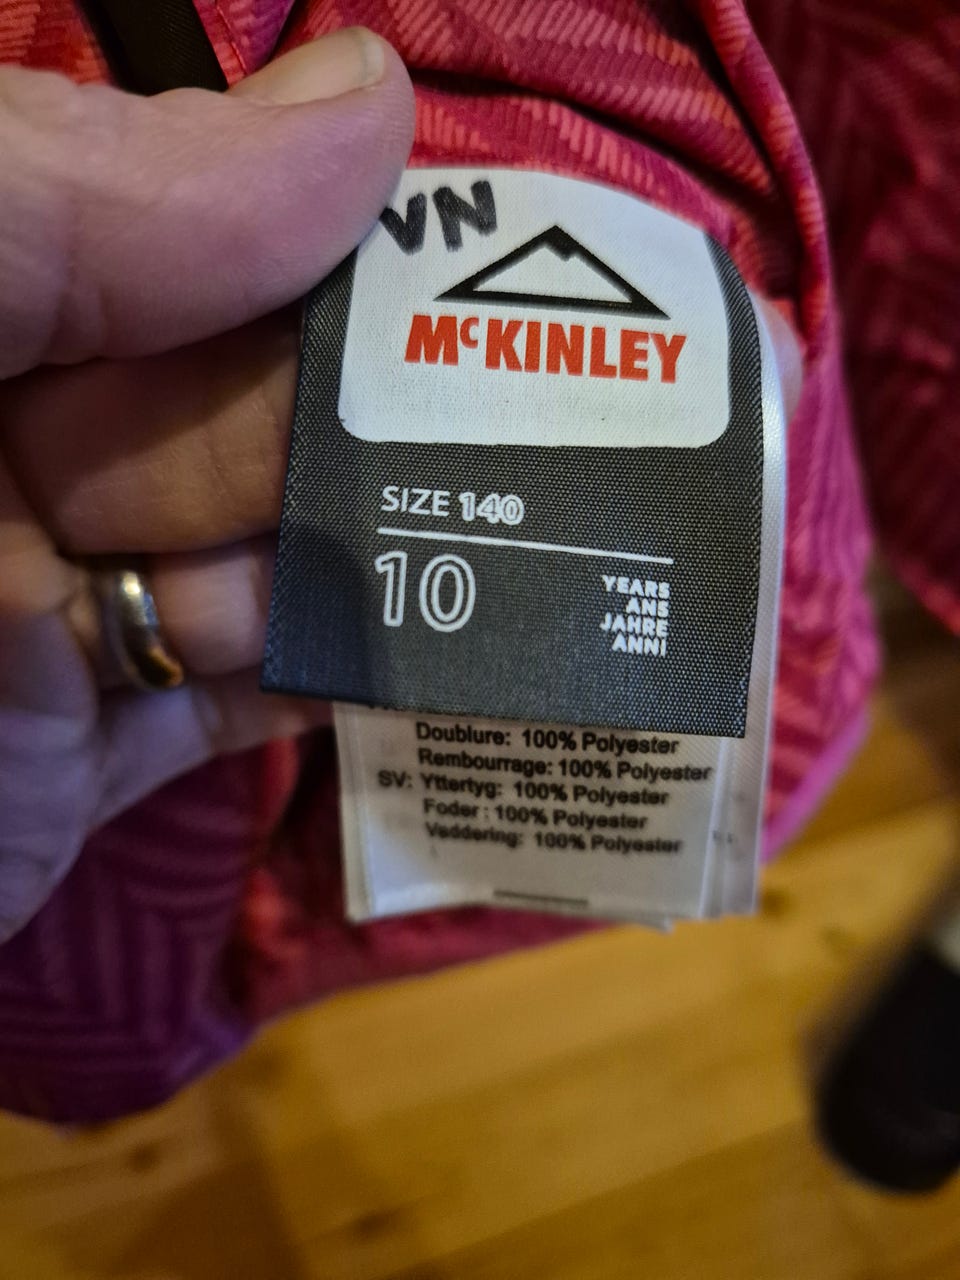 VN
McKINLEY
SIZE 140
10
YEARS
ANS
JAHRE
ANNI
Doublure: 100% Polyester
Rembourrage: 100% Polyester
SV: Yttertyg: 100% Polyester
Foder : 100% Polyester
Vaddering: 100% Polyester